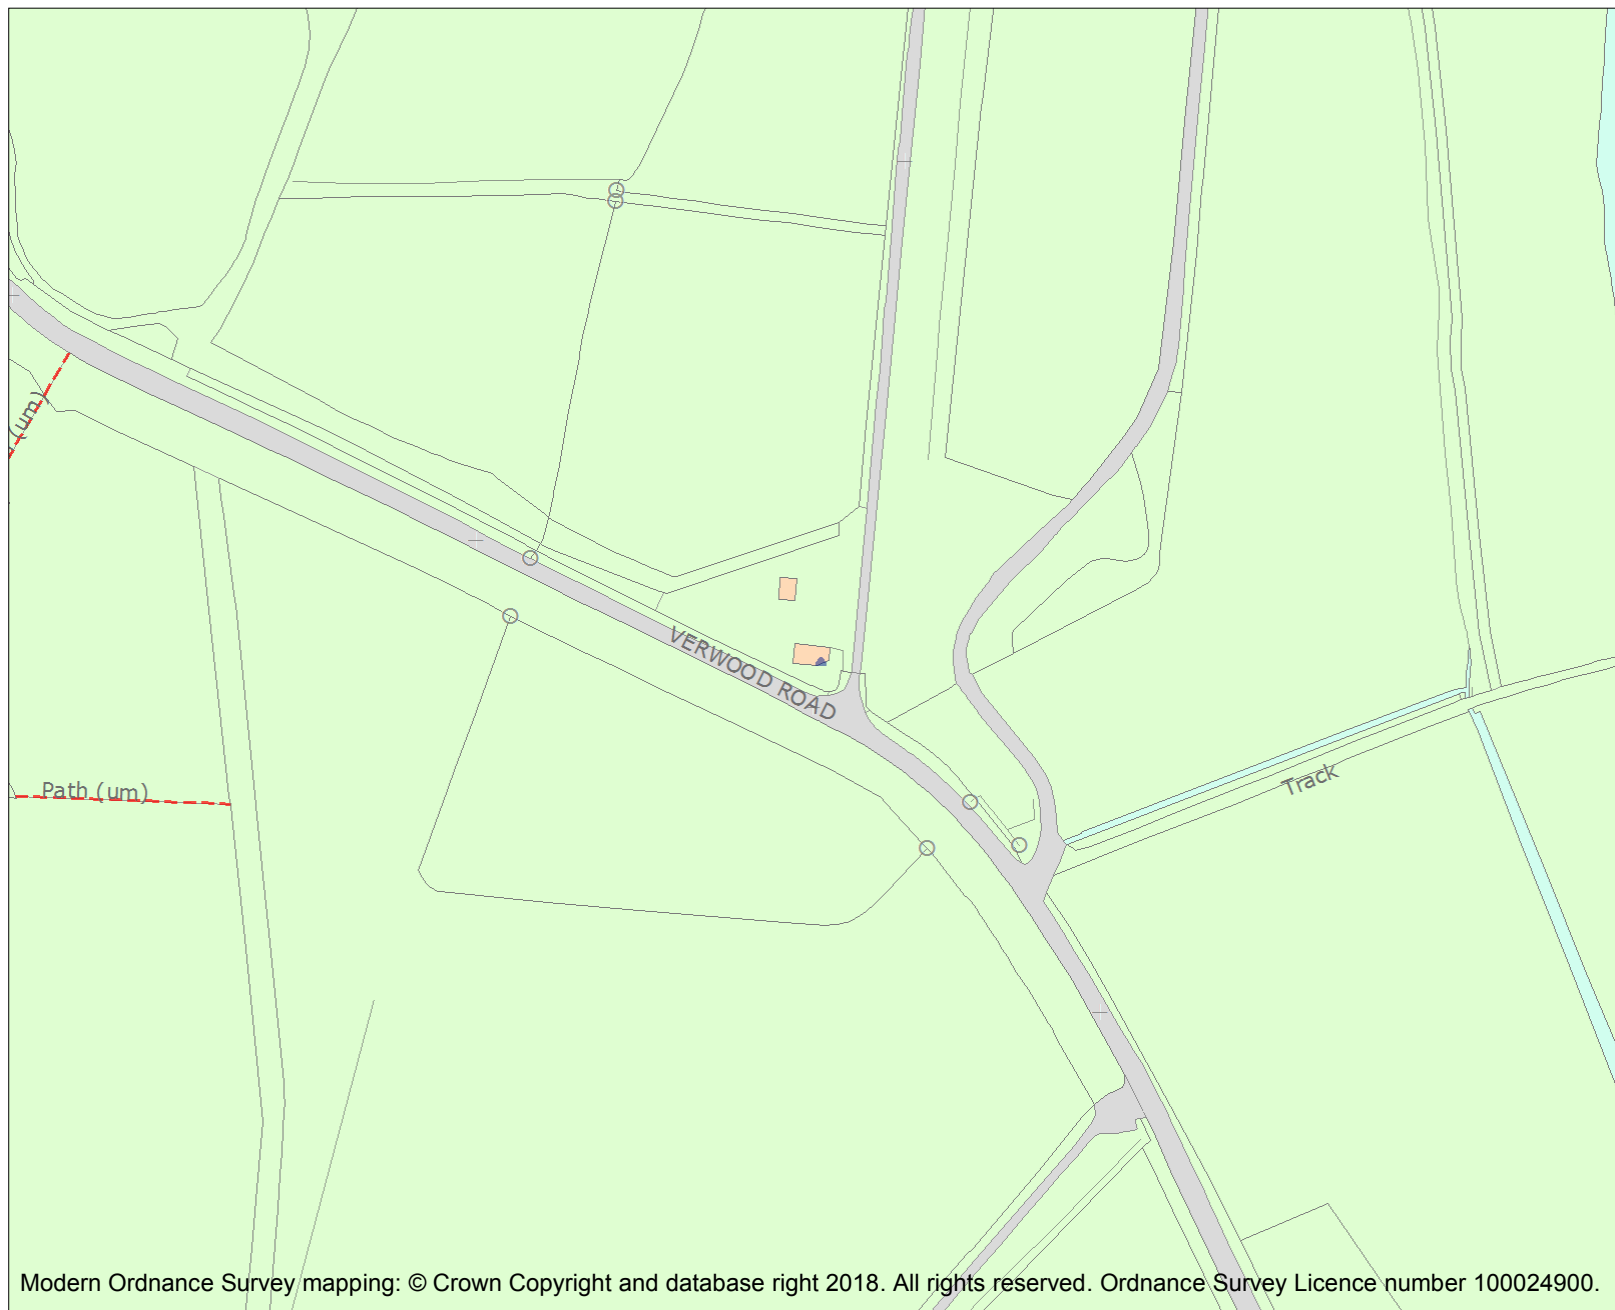 (um)
VERWOOD ROAD
Track
Path (um)
Modern Ordnance Survey mapping: © Crown Copyright and database right 2018. All rights reserved. Ordnance Survey Licence number 100024900.